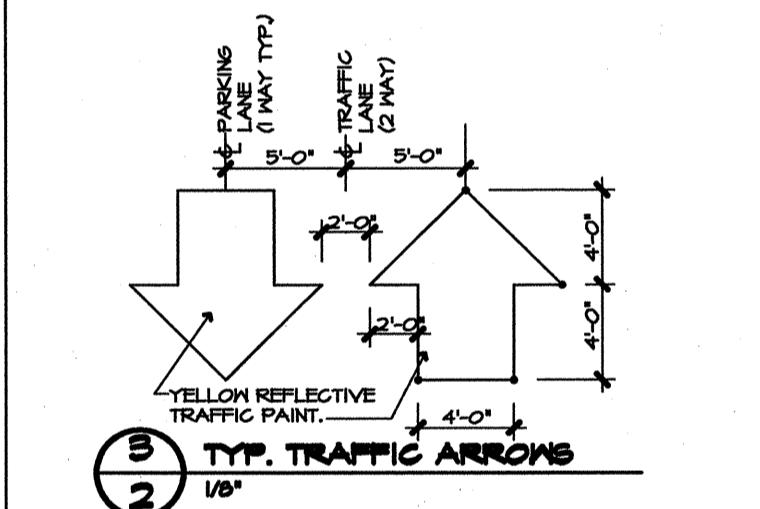 ℄ PARKING
LANE
(1 WAY TYP.)
℄ TRAFFIC
LANE
(2 WAY)
5'-0"
5'-0"
2'-0"
4'-0"
2'-0"
4'-0"
YELLOW REFLECTIVE
TRAFFIC PAINT.
4'-0"
3
TYP. TRAFFIC ARROWS
2
1/8"